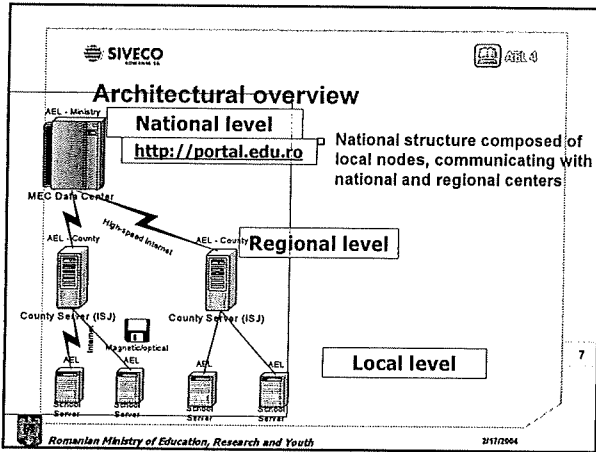 SIVECO
ROMANIA SA
AEL 4
Architectural overview
AEL - Ministry
National level
http://portal.edu.ro
National structure composed of
local nodes, communicating with
national and regional centers
MEC Data Center
High-speed Internet
AEL - County
AEL - County
Regional level
County Server (ISJ)
County Server (ISJ)
Internet
Magnetic/optical
AEL
AEL
AEL
AEL
Local level
7
School
Server
School
Server
School
Server
School
Server
Romanian Ministry of Education, Research and Youth
2/17/2004